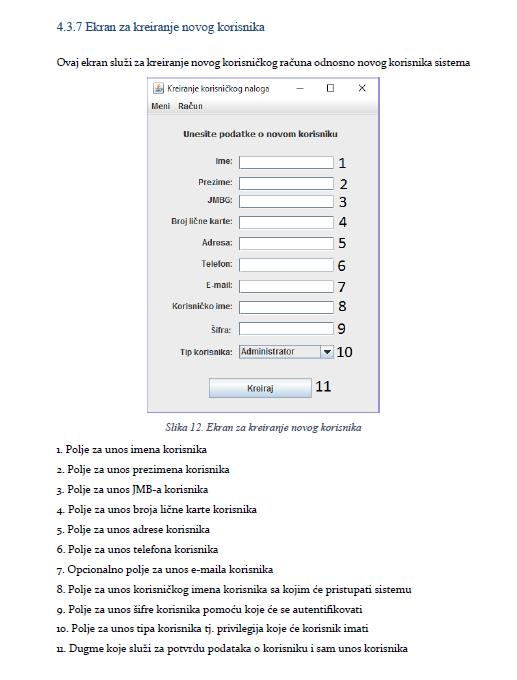 4.3.7 Ekran za kreiranje novog korisnika
Ovaj ekran služi za kreiranje novog korisničkog računa odnosno novog korisnika sistema
Kreiranje korisničkog naloga
Meni Račun
Unesite podatke o novom korisniku
Ime: 1
Prezime: 2
JMBG: 3
Broj lične karte: 4
Adresa: 5
Telefon: 6
E-mail: 7
Korisničko ime: 8
Šifra: 9
Tip korisnika: Administrator 10
Kreiraj 11
Slika 12. Ekran za kreiranje novog korisnika
1. Polje za unos imena korisnika
2. Polje za unos prezimena korisnika
3. Polje za unos JMB-a korisnika
4. Polje za unos broja lične karte korisnika
5. Polje za unos adrese korisnika
6. Polje za unos telefona korisnika
7. Opcionalno polje za unos e-maila korisnika
8. Polje za unos korisničkog imena korisnika sa kojim će pristupati sistemu
9. Polje za unos šifre korisnika pomoću koje će se autentifikovati
10. Polje za unos tipa korisnika tj. privilegija koje će korisnik imati
11. Dugme koje služi za potvrdu podataka o korisniku i sam unos korisnika